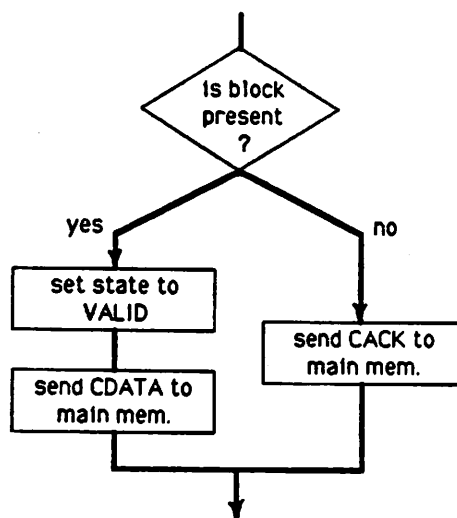 is block
present
?
yes
no
set state to
VALID
send CDATA to
main mem.
send CACK to
main mem.